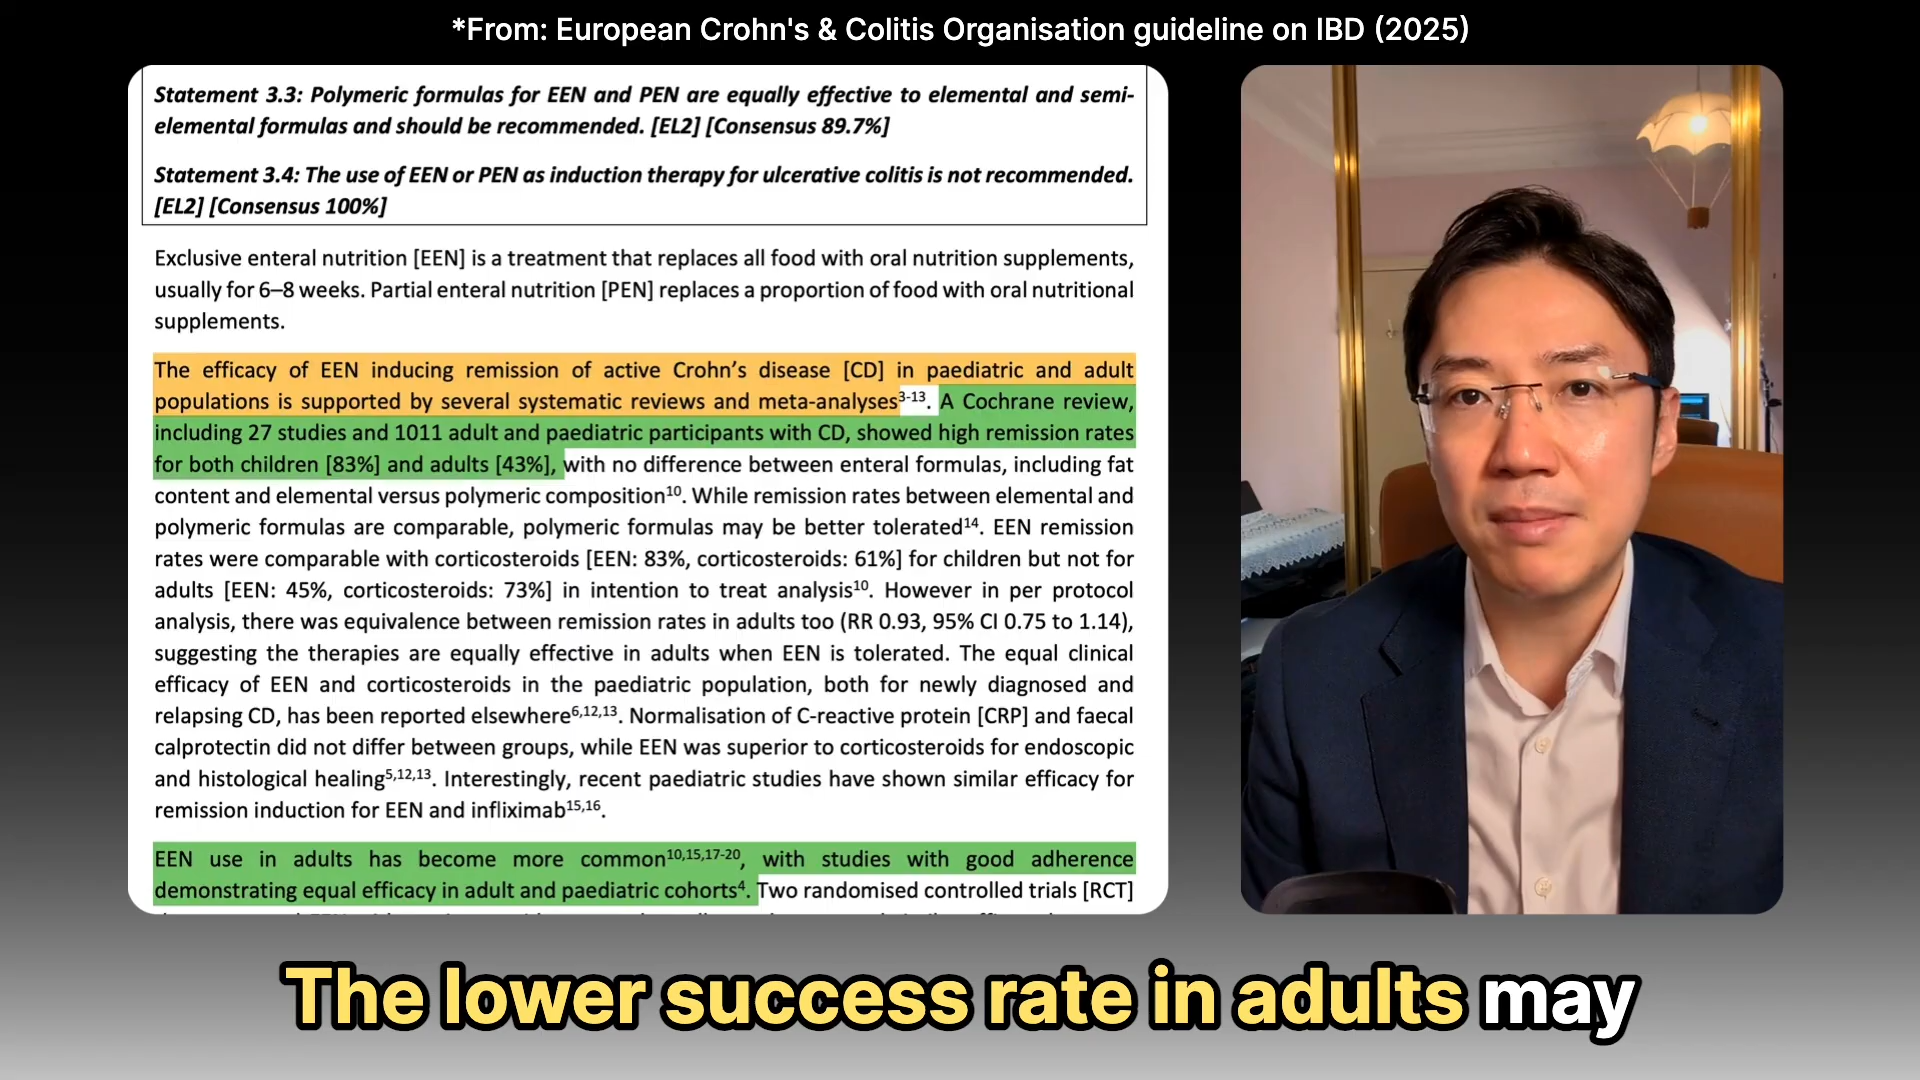 *From: European Crohn's & Colitis Organisation guideline on IBD (2025)
Statement 3.3: Polymeric formulas for EEN and PEN are equally effective to elemental and semi-
elemental formulas and should be recommended. [EL2] [Consensus 89.7%]
Statement 3.4: The use of EEN or PEN as induction therapy for ulcerative colitis is not recommended.
[EL2] [Consensus 100%]
Exclusive enteral nutrition [EEN] is a treatment that replaces all food with oral nutrition supplements,
usually for 6–8 weeks. Partial enteral nutrition [PEN] replaces a proportion of food with oral nutritional
supplements.
The efficacy of EEN inducing remission of active Crohn’s disease [CD] in paediatric and adult
populations is supported by several systematic reviews and meta-analyses³⁻¹³. A Cochrane review,
including 27 studies and 1011 adult and paediatric participants with CD, showed high remission rates
for both children [83%] and adults [43%], with no difference between enteral formulas, including fat
content and elemental versus polymeric composition¹⁰. While remission rates between elemental and
polymeric formulas are comparable, polymeric formulas may be better tolerated¹⁴. EEN remission
rates were comparable with corticosteroids [EEN: 83%, corticosteroids: 61%] for children but not for
adults [EEN: 45%, corticosteroids: 73%] in intention to treat analysis¹⁰. However in per protocol
analysis, there was equivalence between remission rates in adults too (RR 0.93, 95% CI 0.75 to 1.14),
suggesting the therapies are equally effective in adults when EEN is tolerated. The equal clinical
efficacy of EEN and corticosteroids in the paediatric population, both for newly diagnosed and
relapsing CD, has been reported elsewhere⁶,¹²,¹³. Normalisation of C-reactive protein [CRP] and faecal
calprotectin did not differ between groups, while EEN was superior to corticosteroids for endoscopic
and histological healing⁵,¹²,¹³. Interestingly, recent paediatric studies have shown similar efficacy for
remission induction for EEN and infliximab¹⁵,¹⁶.
EEN use in adults has become more common¹⁰,¹⁵,¹⁷⁻²⁰, with studies with good adherence
demonstrating equal efficacy in adult and paediatric cohorts⁴. Two randomised controlled trials [RCT]
The lower success rate in adults may